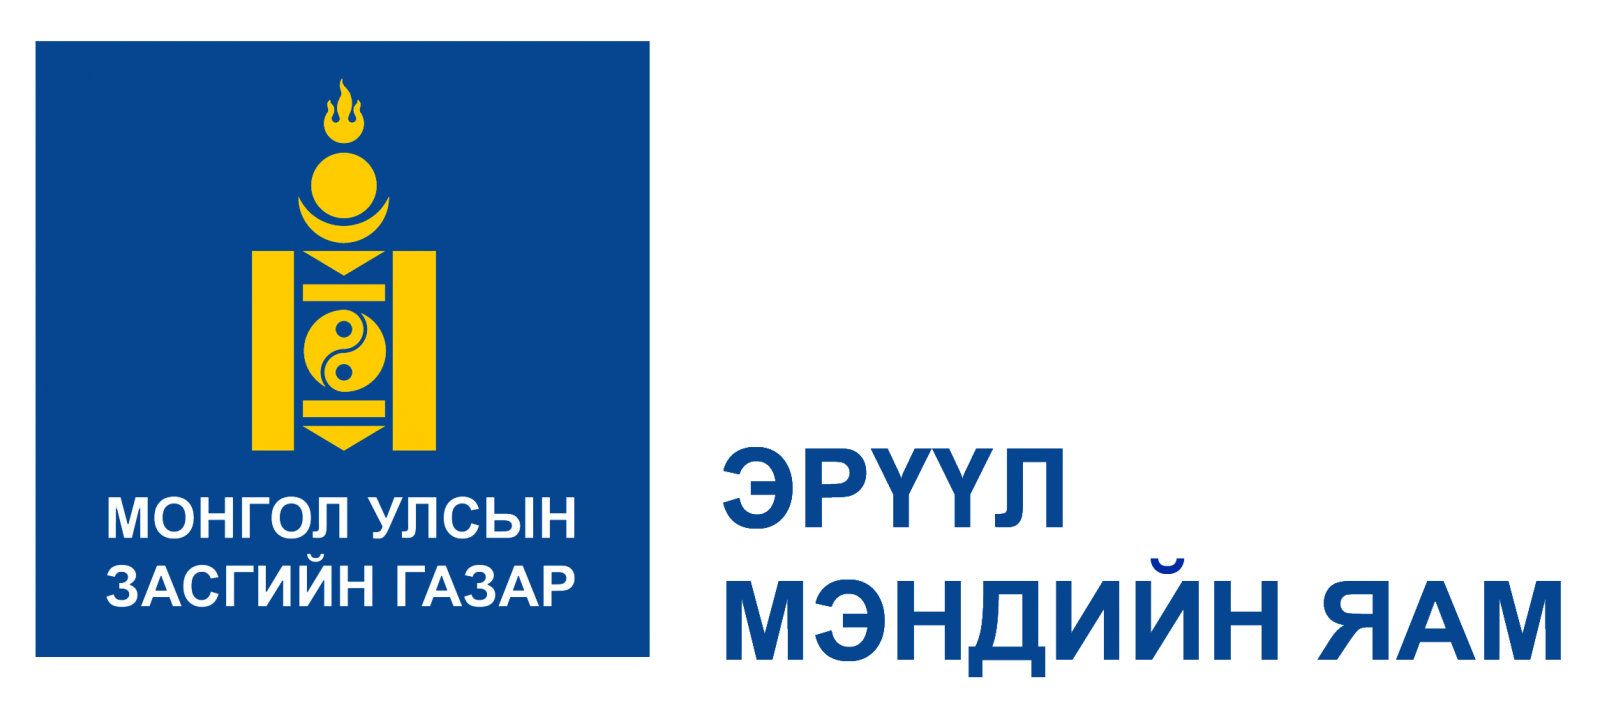 МОНГОЛ УЛСЫН
ЗАСГИЙН ГАЗАР
ЭРҮҮЛ
МЭНДИЙН ЯАМ